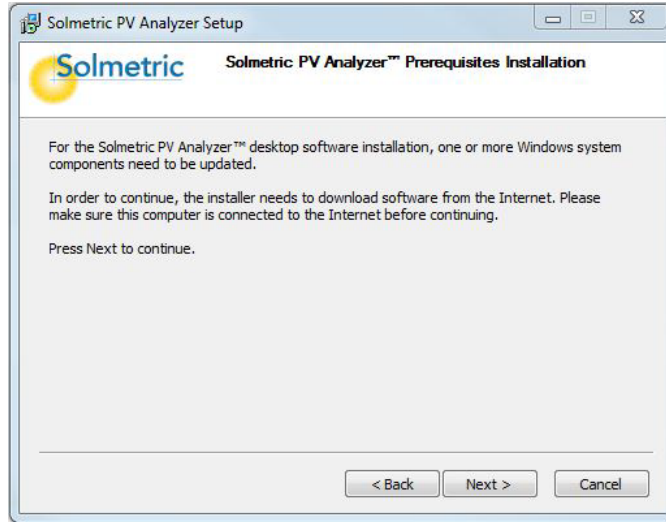 Solmetric PV Analyzer Setup
Solmetric
Solmetric PV Analyzer™ Prerequisites Installation
For the Solmetric PV Analyzer™ desktop software installation, one or more Windows system
components need to be updated.
In order to continue, the installer needs to download software from the Internet. Please
make sure this computer is connected to the Internet before continuing.
Press Next to continue.
< Back
Next >
Cancel